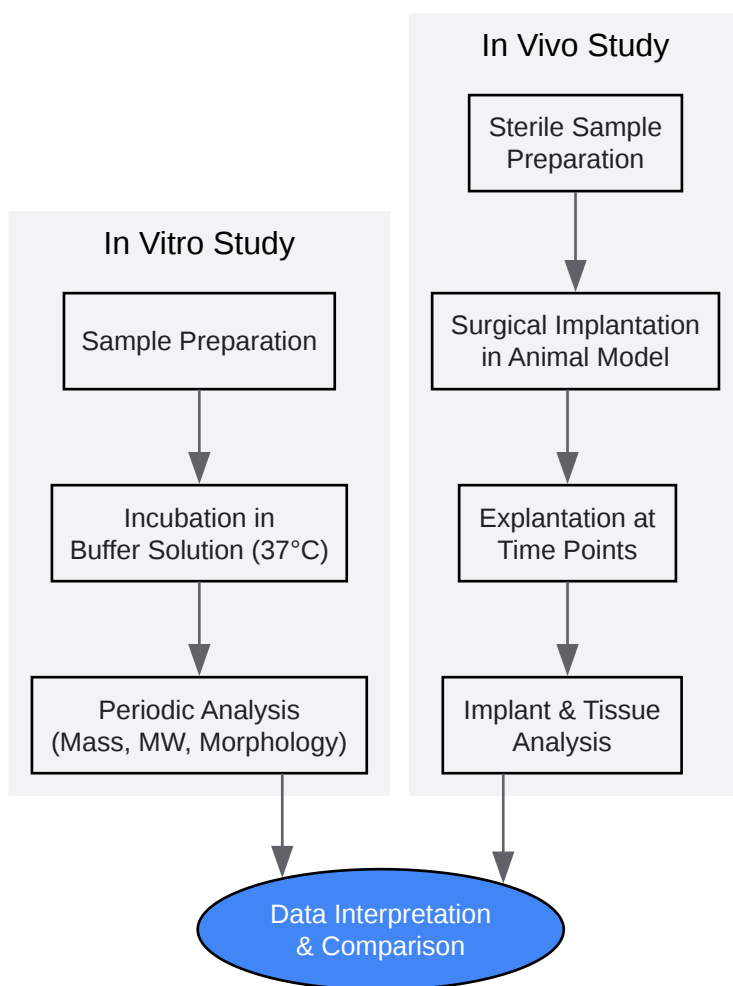 In Vitro Study
Sample Preparation
Incubation in
Buffer Solution (37°C)
Periodic Analysis
(Mass, MW, Morphology)
In Vivo Study
Sterile Sample
Preparation
Surgical Implantation
in Animal Model
Explantation at
Time Points
Implant & Tissue
Analysis
Data Interpretation
& Comparison